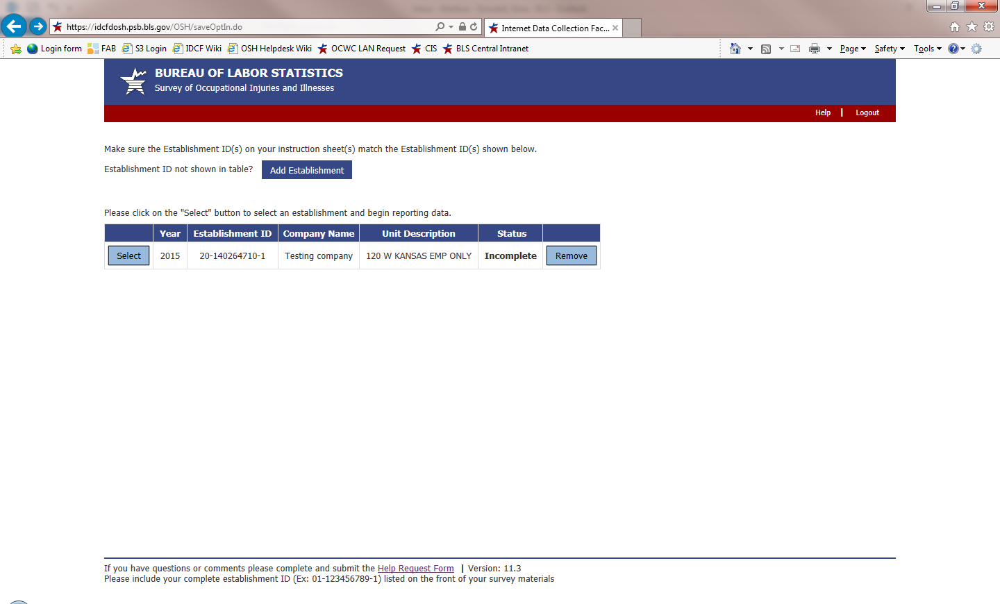 https://idcfdosh.psb.bls.gov/OSH/saveOptIn.do
Internet Data Collection Fac...
Login form FAB S3 Login IDCF Wiki OSH Helpdesk Wiki OCWC LAN Request CIS BLS Central Intranet
Page Safety Tools
BUREAU OF LABOR STATISTICS
Survey of Occupational Injuries and Illnesses
Help | Logout
Make sure the Establishment ID(s) on your instruction sheet(s) match the Establishment ID(s) shown below.
Establishment ID not shown in table? Add Establishment
Please click on the "Select" button to select an establishment and begin reporting data.
Year Establishment ID Company Name Unit Description Status
Select 2015 20-140264710-1 Testing company 120 W KANSAS EMP ONLY Incomplete Remove
If you have questions or comments please complete and submit the Help Request Form | Version: 11.3
Please include your complete establishment ID (Ex: 01-123456789-1) listed on the front of your survey materials